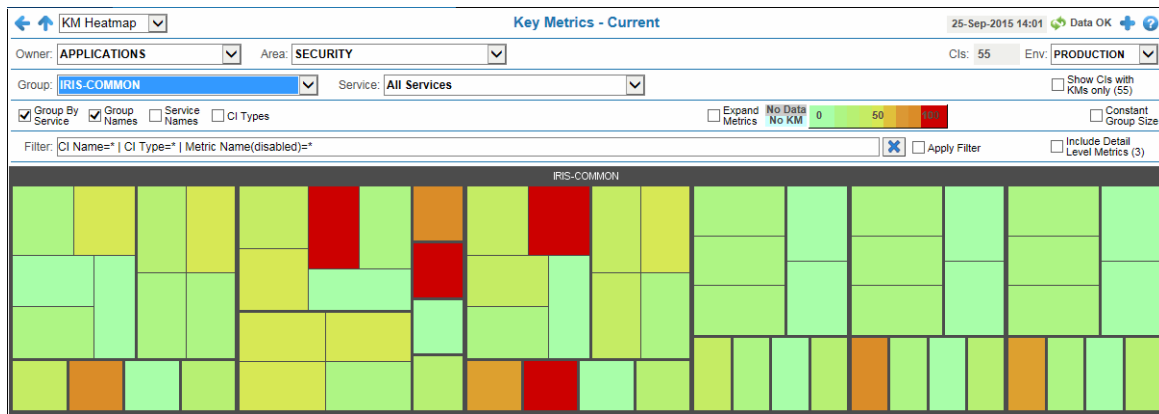 KM Heatmap Key Metrics - Current 25-Sep-2015 14:01 Data OK
Owner: APPLICATIONS Area: SECURITY CIs: 55 Env: PRODUCTION
Group: IRIS-COMMON Service: All Services Show CIs with KMs only (55)
Group By Service Group Names Service Names CI Types Expand Metrics No Data No KM 0 50 100 Constant Group Size
Filter: CI Name=* | CI Type=* | Metric Name(disabled)=* Apply Filter Include Detail Level Metrics (3)
IRIS-COMMON